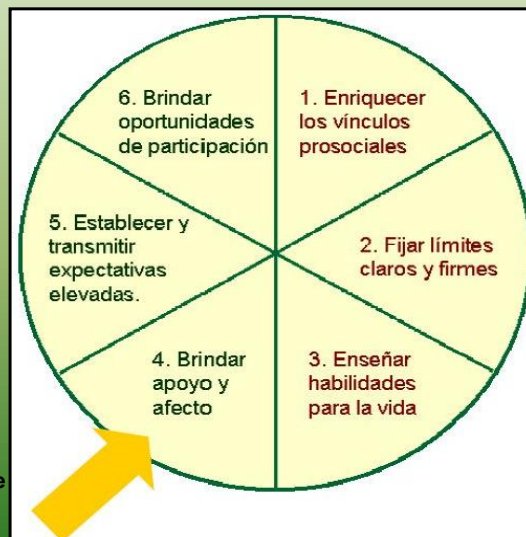 6. Brindar
oportunidades
de participación
1. Enriquecer
los vínculos
prosociales
5. Establecer y
transmitir
expectativas
elevadas.
2. Fijar límites
claros y firmes
4. Brindar
apoyo y
afecto
3. Enseñar
habilidades
para la vida
e